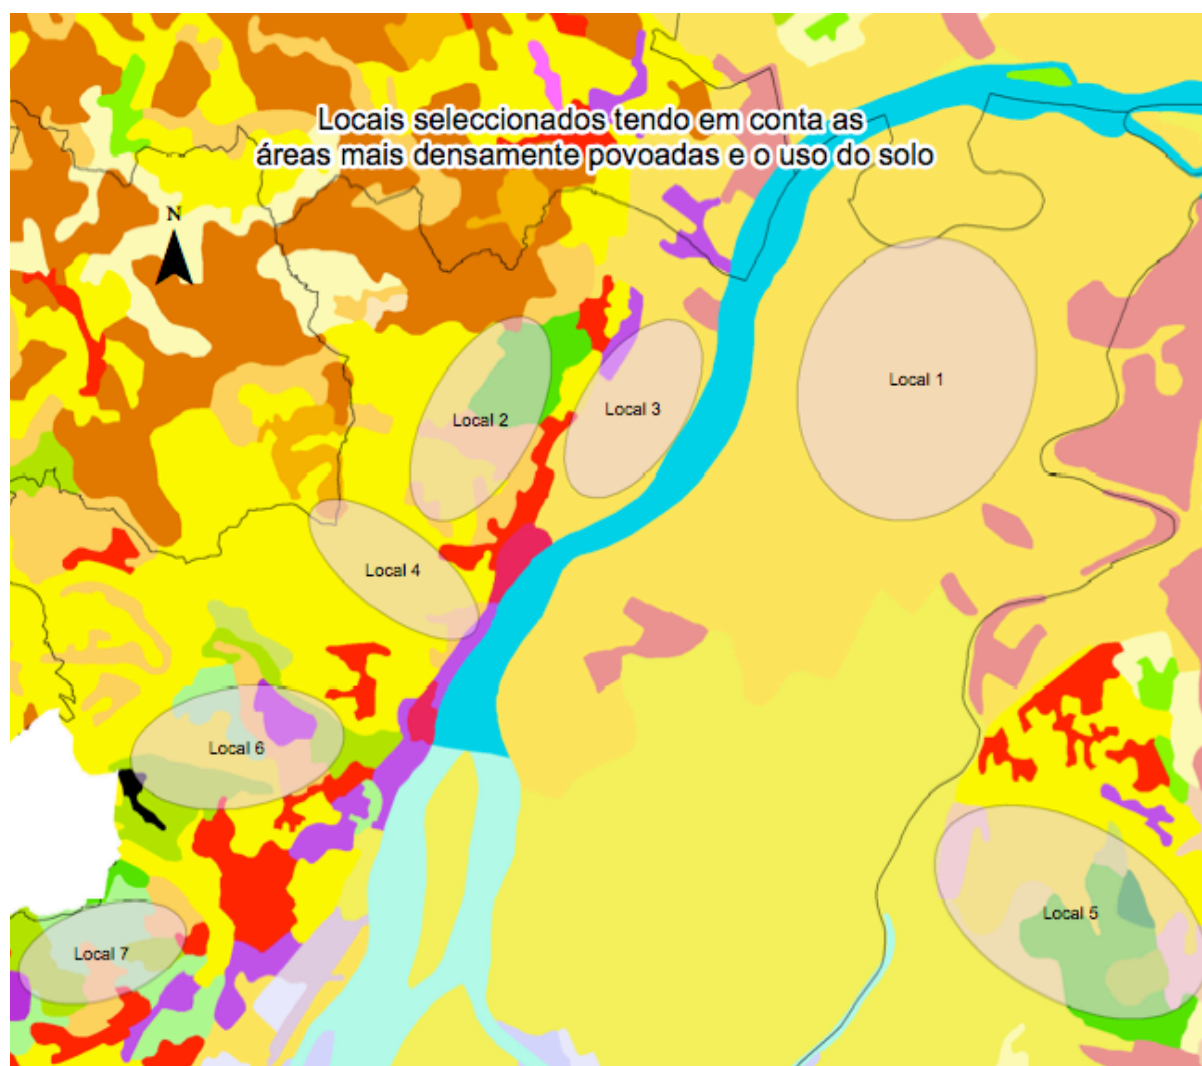 Locais seleccionados tendo em conta as
áreas mais densamente povoadas e o uso do solo
N
Local 1
Local 2
Local 3
Local 4
Local 6
Local 5
Local 7